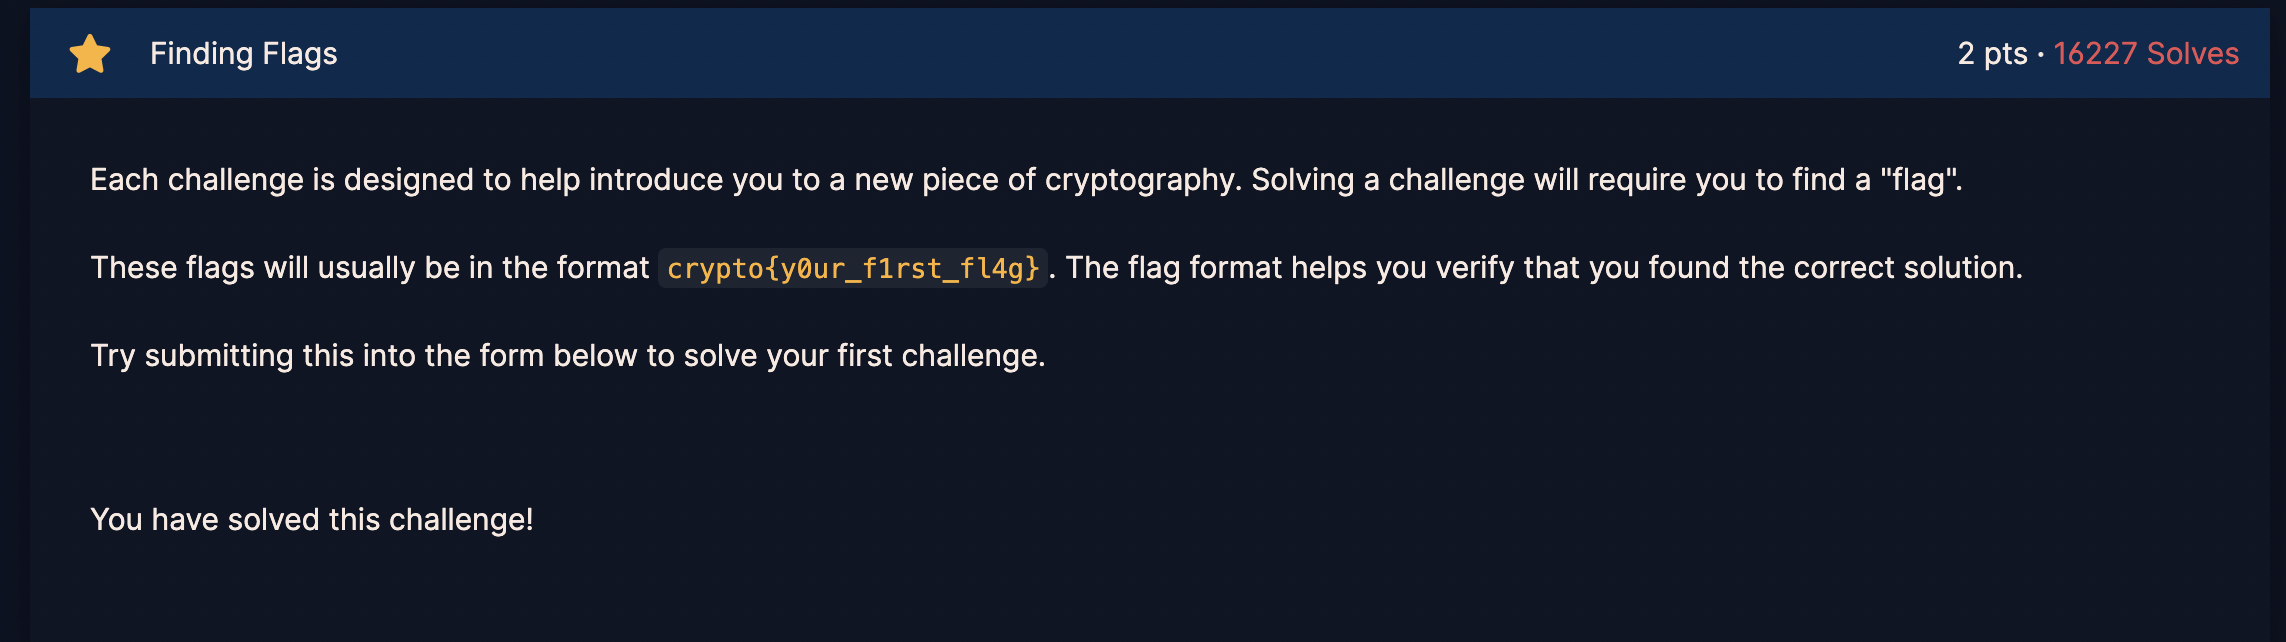 Finding Flags
2 pts · 16227 Solves
Each challenge is designed to help introduce you to a new piece of cryptography. Solving a challenge will require you to find a "flag".
These flags will usually be in the format crypto{y0ur_f1rst_fl4g}. The flag format helps you verify that you found the correct solution.
Try submitting this into the form below to solve your first challenge.
You have solved this challenge!